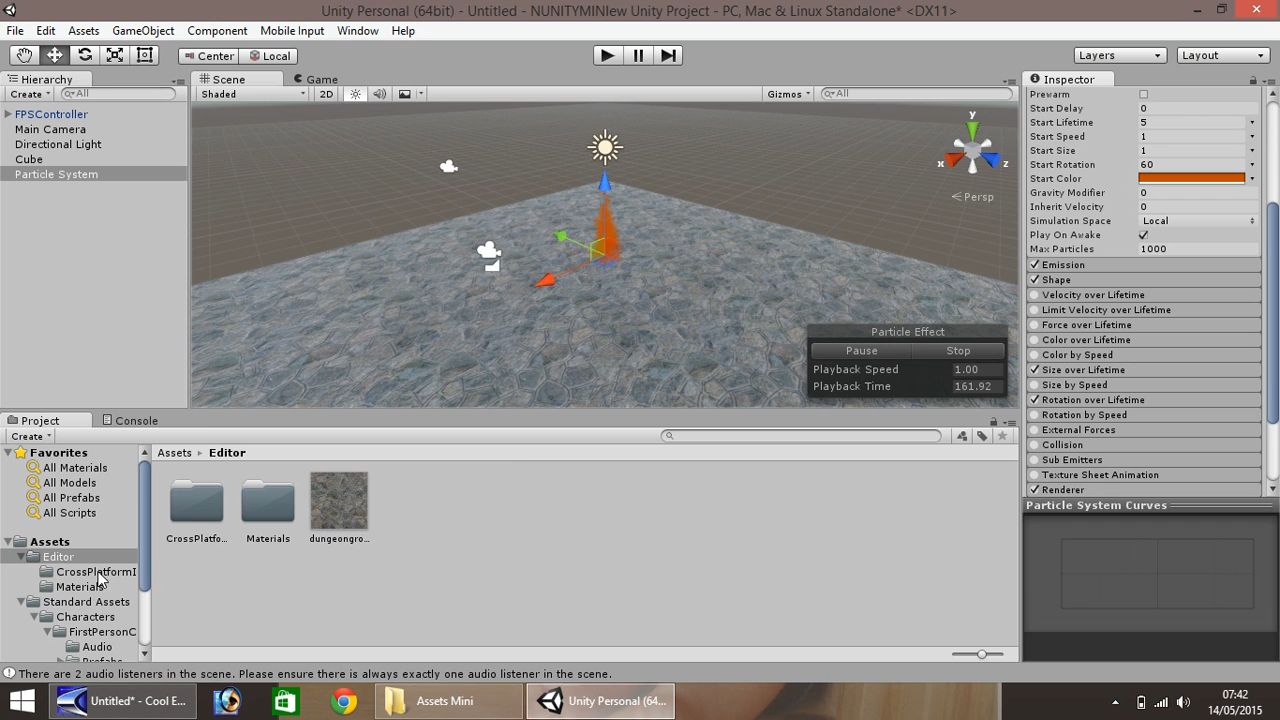 Unity Personal (64bit) - Untitled - NUNITYMINIew Unity Project - PC, Mac & Linux Standalone* <DX11>
File Edit Assets GameObject Component Mobile Input Window Help
Center Local Layers Layout
Hierarchy
Create All
FPSController
Main Camera
Directional Light
Cube
Particle System
Scene Game
Shaded 2D Gizmos All
y
x z
Persp
Particle Effect
Pause Stop
Playback Speed 1.00
Playback Time 161.92
Inspector
Prewarm
Start Delay 0
Start Lifetime 5
Start Speed 1
Start Size 1
Start Rotation 60
Start Color
Gravity Modifier 0
Inherit Velocity 0
Simulation Space Local
Play On Awake
Max Particles 1000
Emission
Shape
Velocity over Lifetime
Limit Velocity over Lifetime
Force over Lifetime
Color over Lifetime
Color by Speed
Size over Lifetime
Size by Speed
Rotation over Lifetime
Rotation by Speed
External Forces
Collision
Sub Emitters
Texture Sheet Animation
Renderer
Particle System Curves
Project Console
Create
Favorites
All Materials
All Models
All Prefabs
All Scripts
Assets
Editor
CrossPlatformI
Materials
Standard Assets
Characters
FirstPersonC
Audio
Prefabs
Assets Editor
CrossPlatfo... Materials dungeongro...
There are 2 audio listeners in the scene. Please ensure there is always exactly one audio listener in the scene.
Untitled* - Cool E... Assets Mini Unity Personal (64...
07:42
14/05/2015